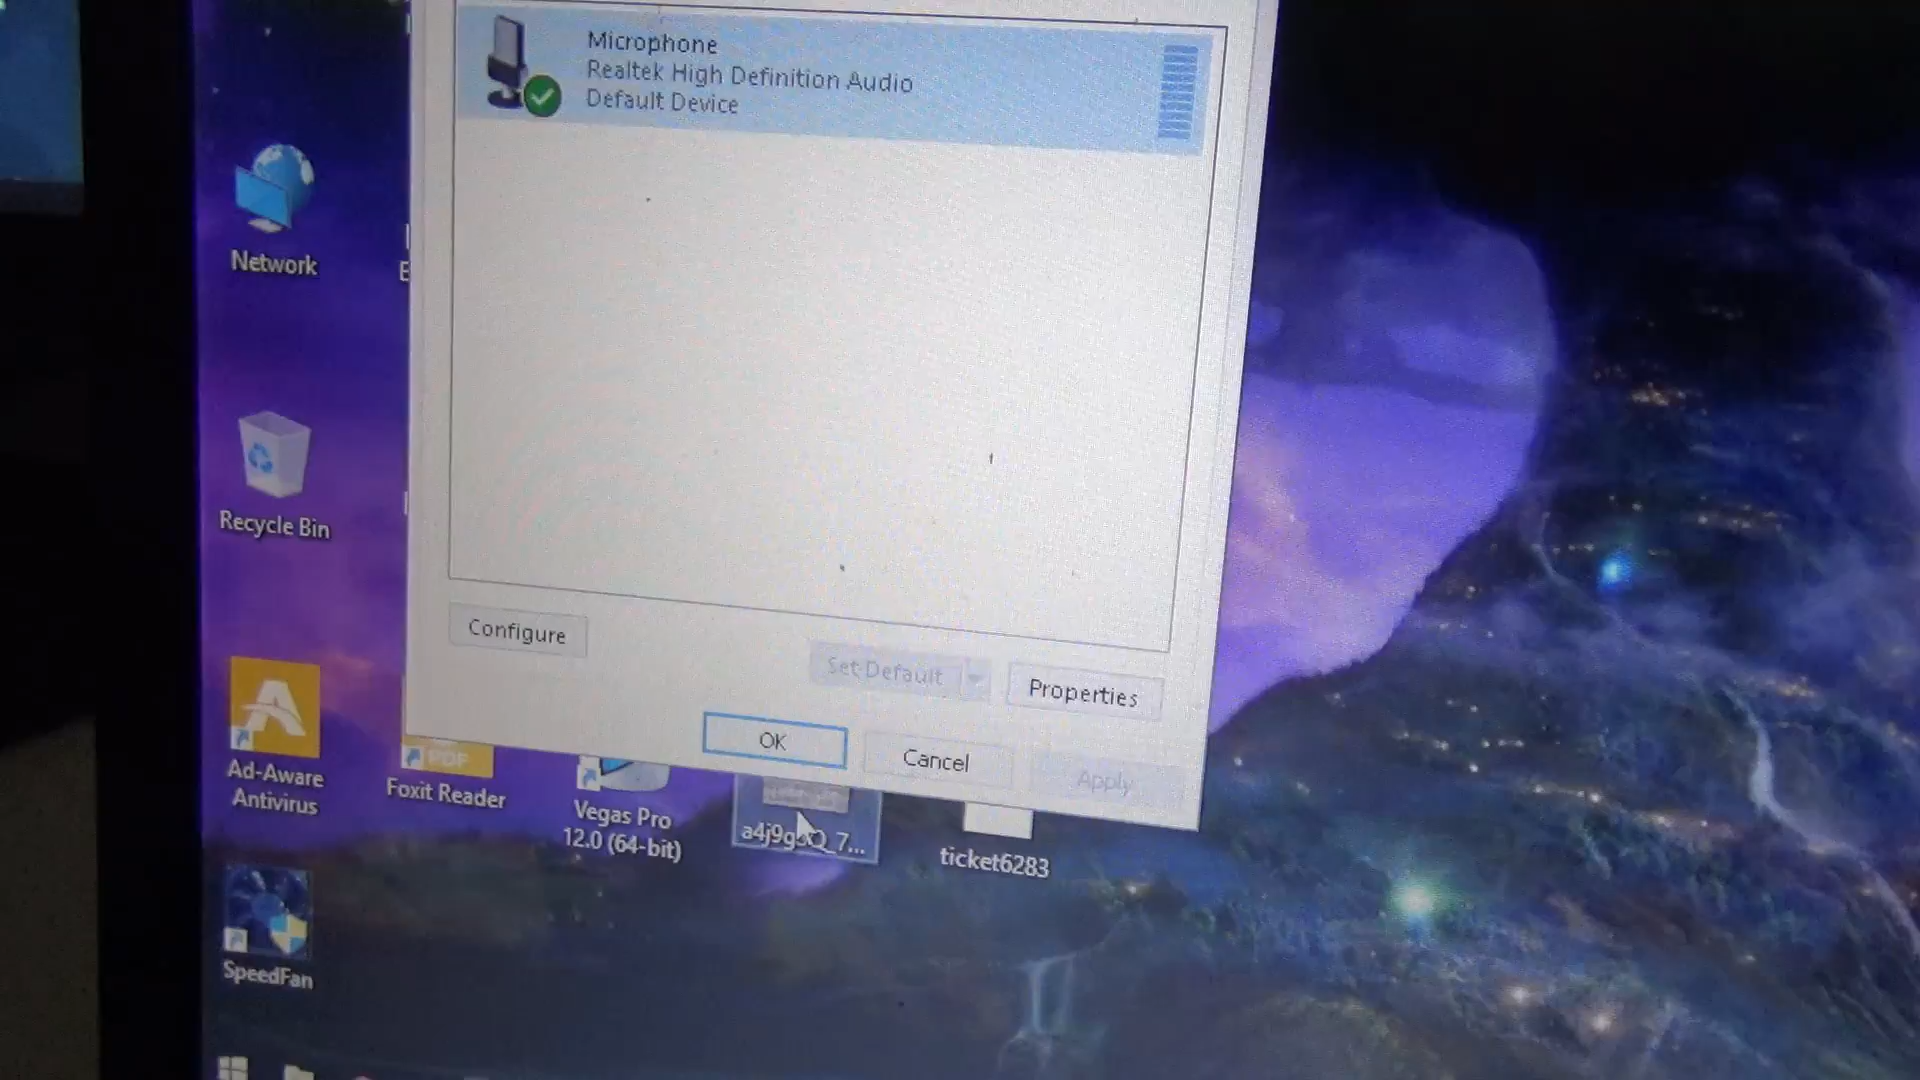 Microphone
Realtek High Definition Audio
Default Device
Network
Recycle Bin
Configure
Set Default
Properties
OK
Cancel
Apply
Ad-Aware
Antivirus
PDF
Foxit Reader
Vegas Pro
12.0 (64-bit)
ticket6283
SpeedFan